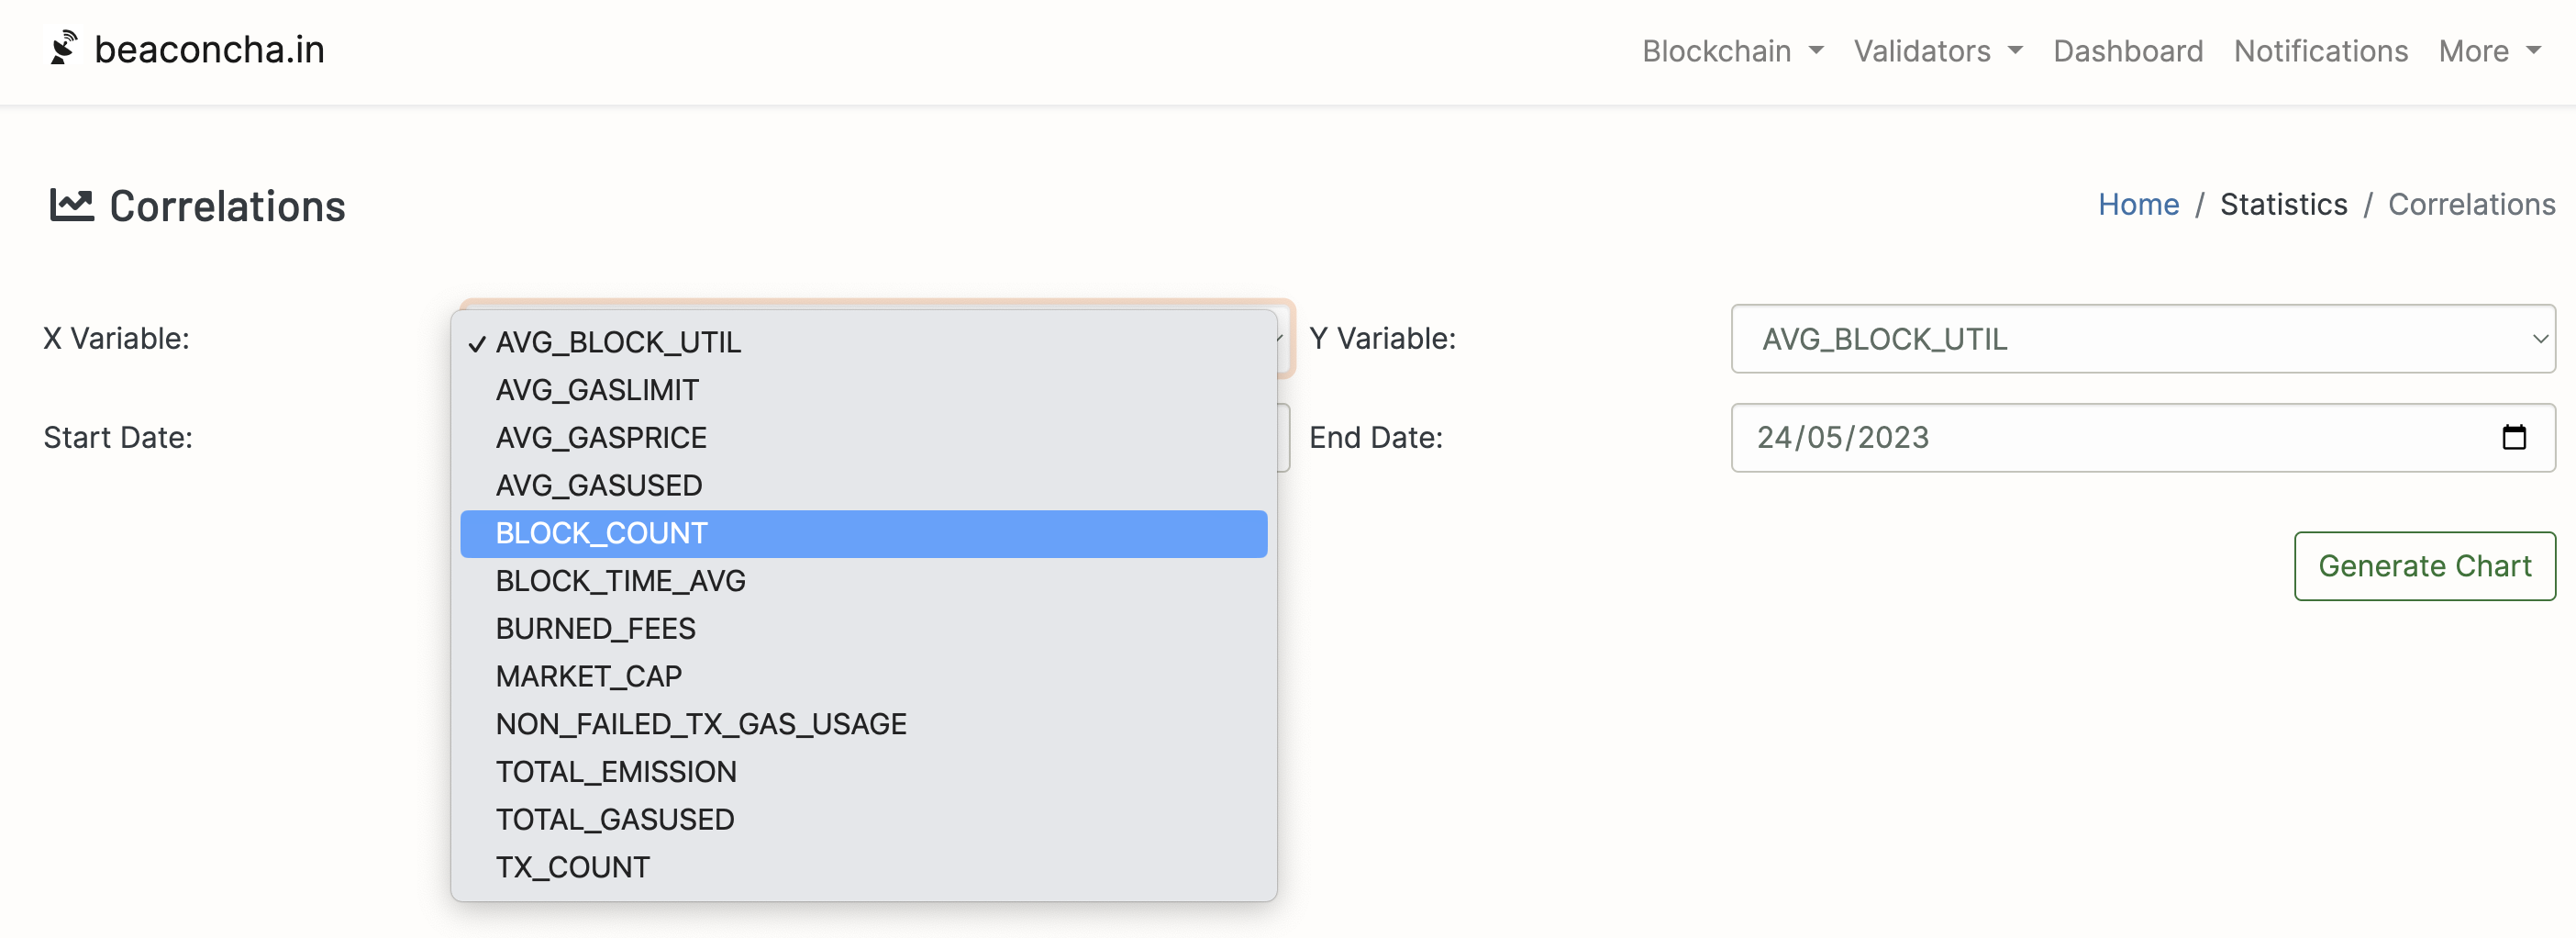 beaconcha.in
Blockchain Validators Dashboard Notifications More
Correlations
Home / Statistics / Correlations
X Variable:
AVG_BLOCK_UTIL
AVG_GASLIMIT
AVG_GASPRICE
AVG_GASUSED
BLOCK_COUNT
BLOCK_TIME_AVG
BURNED_FEES
MARKET_CAP
NON_FAILED_TX_GAS_USAGE
TOTAL_EMISSION
TOTAL_GASUSED
TX_COUNT
Y Variable:
AVG_BLOCK_UTIL
Start Date:
End Date:
24/05/2023
Generate Chart